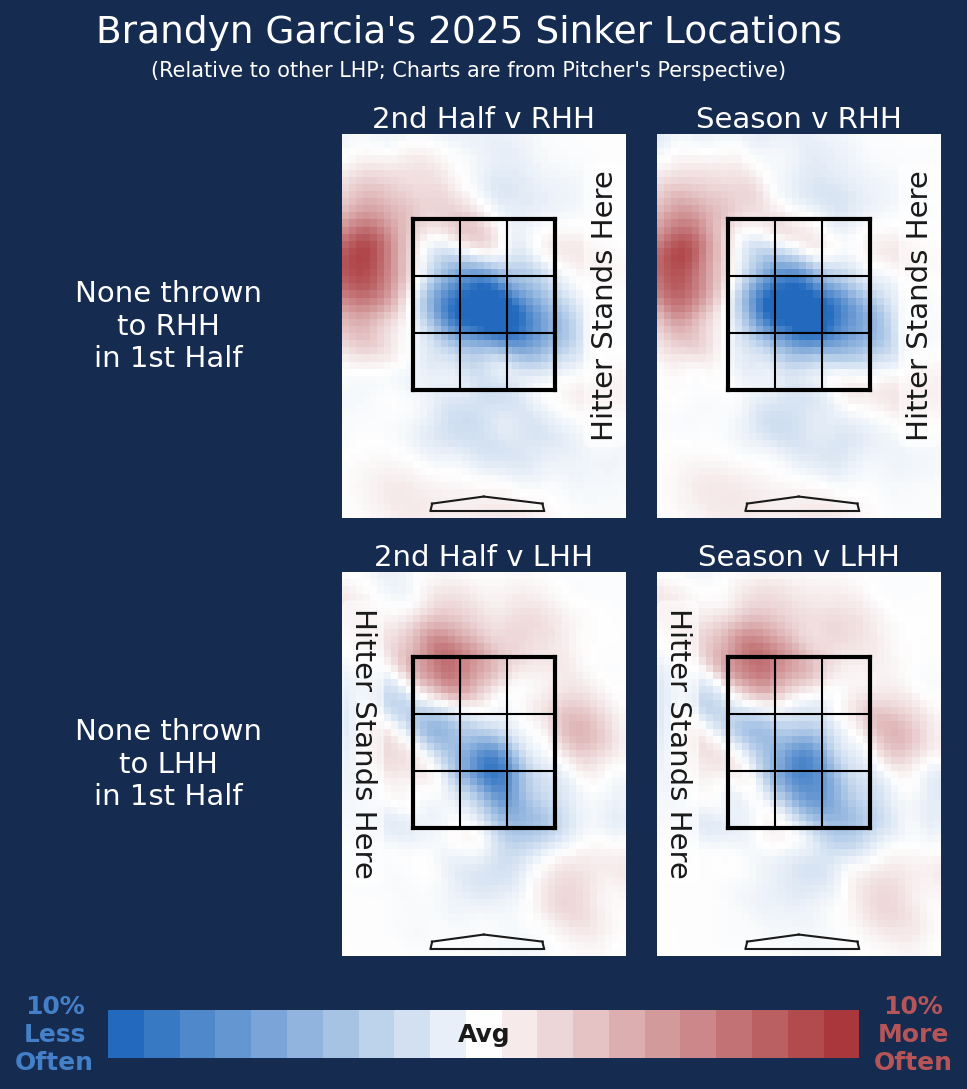 Brandyn Garcia's 2025 Sinker Locations
(Relative to other LHP; Charts are from Pitcher's Perspective)
2nd Half v RHH
Season v RHH
None thrown
to RHH
in 1st Half
Hitter Stands Here
Hitter Stands Here
2nd Half v LHH
Season v LHH
None thrown
to LHH
in 1st Half
Hitter Stands Here
Hitter Stands Here
10%
Less
Often
Avg
10%
More
Often